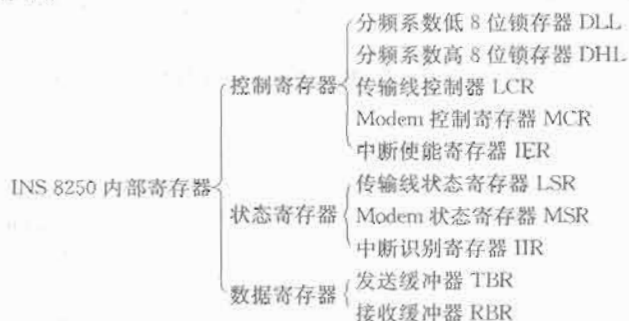 分频系数低 8 位锁存器 DLL
分频系数高 8 位锁存器 DHL
控制寄存器
传输线控制器 LCR
Modem 控制寄存器 MCR
中断使能寄存器 IER
INS 8250 内部寄存器
传输线状态寄存器 LSR
状态寄存器
Modem 状态寄存器 MSR
中断识别寄存器 IIR
发送缓冲器 TBR
数据寄存器
接收缓冲器 RBR